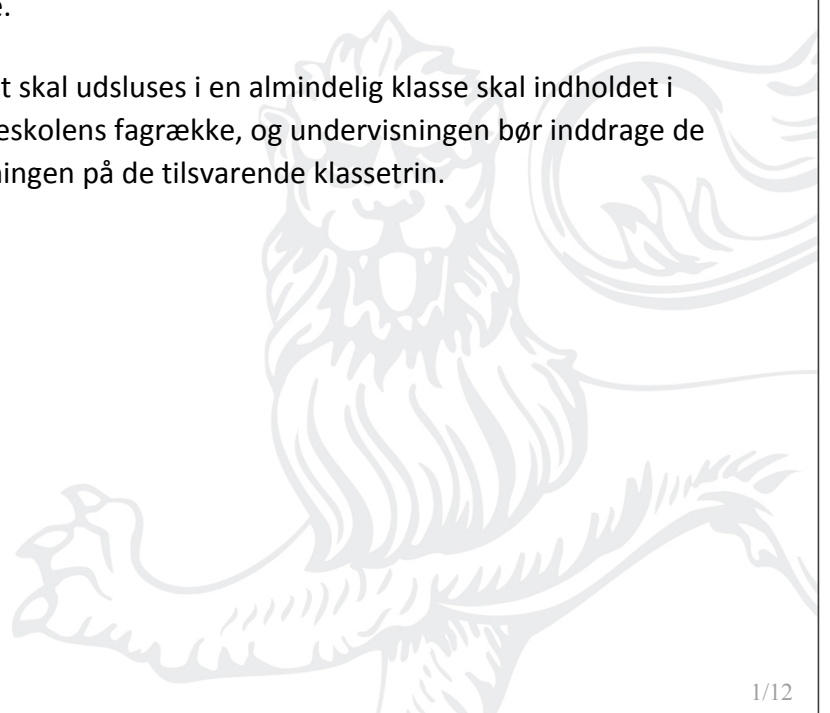 e.
t skal udsluses i en almindelig klasse skal indholdet i
eskolens fagrække, og undervisningen bør inddrage de
ningen på de tilsvarende klassetrin.
1/12